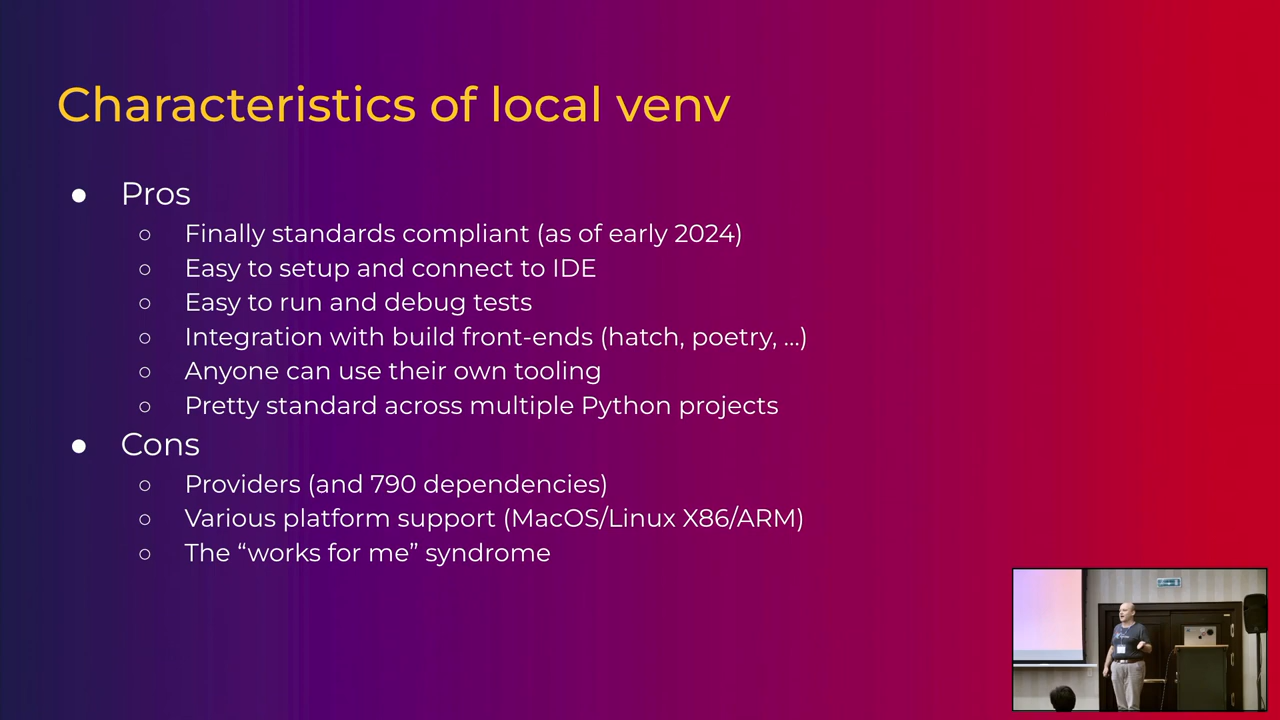 Characteristics of local venv
● Pros
○ Finally standards compliant (as of early 2024)
○ Easy to setup and connect to IDE
○ Easy to run and debug tests
○ Integration with build front-ends (hatch, poetry, ...)
○ Anyone can use their own tooling
○ Pretty standard across multiple Python projects
● Cons
○ Providers (and 790 dependencies)
○ Various platform support (MacOS/Linux X86/ARM)
○ The “works for me” syndrome